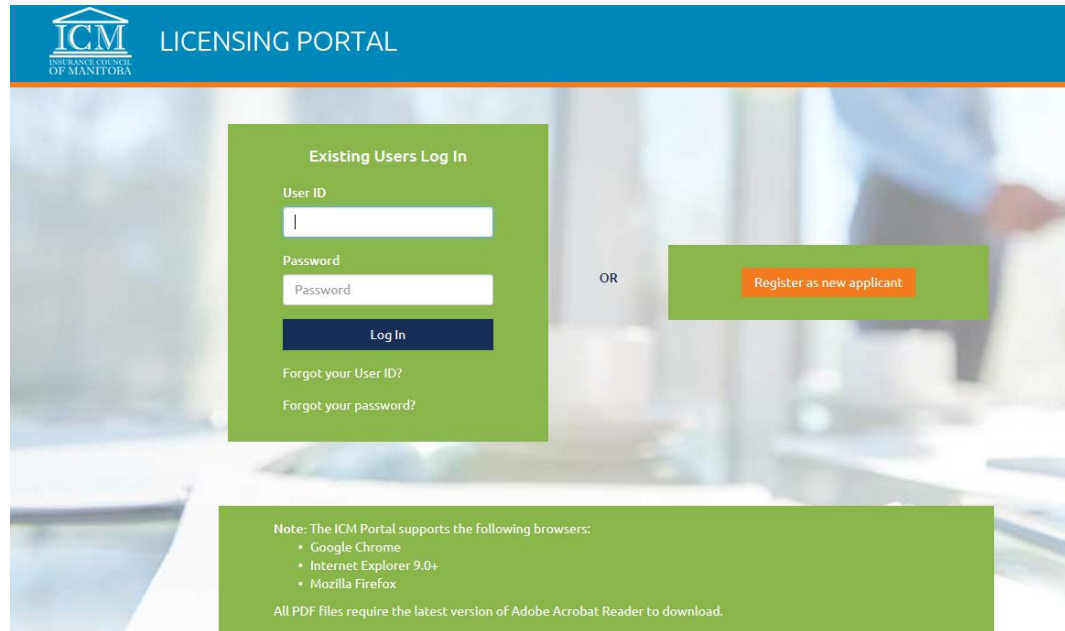 ICM
INSURANCE COUNCIL
OF MANITOBA
LICENSING PORTAL
Existing Users Log In
User ID
Password
Password
Log In
Forgot your User ID?
Forgot your password?
OR
Register as new applicant
Note: The ICM Portal supports the following browsers:
• Google Chrome
• Internet Explorer 9.0+
• Mozilla Firefox
All PDF files require the latest version of Adobe Acrobat Reader to download.